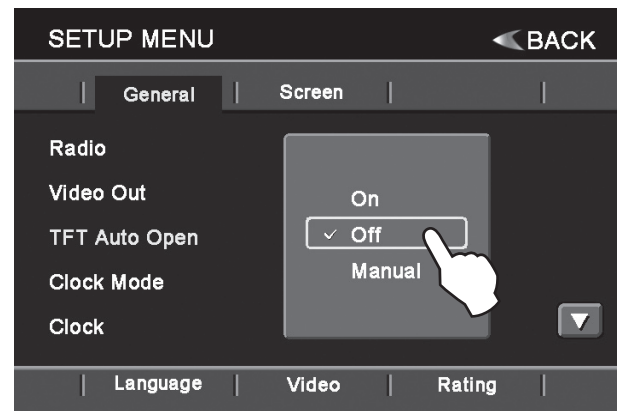 SETUP MENU BACK
General Screen
Radio
Video Out
TFT Auto Open
Clock Mode
Clock
On
Off
Manual
Language Video Rating